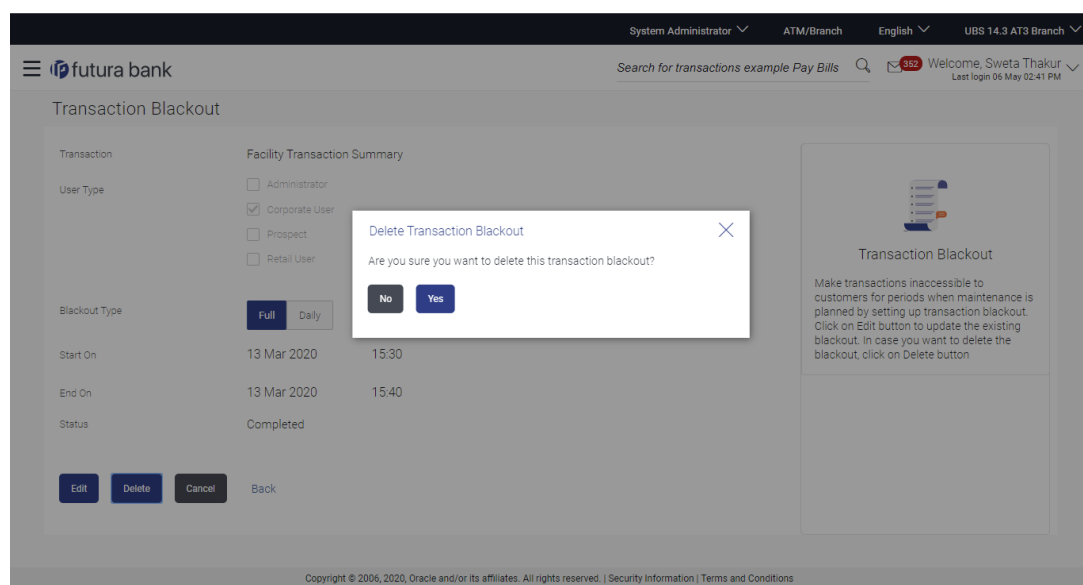 System Administrator ATM/Branch English UBS 14.3 AT3 Branch
futura bank Search for transactions example Pay Bills 352 Welcome, Sweta Thakur
Last login 06 May 02:41 PM
Transaction Blackout
Transaction Facility Transaction Summary
User Type Administrator
Corporate User
Prospect
Retail User
Blackout Type Full Daily
Start On 13 Mar 2020 15:30
End On 13 Mar 2020 15:40
Status Completed
Edit Delete Cancel Back
Delete Transaction Blackout
Are you sure you want to delete this transaction blackout?
No Yes
Transaction Blackout
Make transactions inaccessible to
customers for periods when maintenance is
planned by setting up transaction blackout.
Click on Edit button to update the existing
blackout. In case you want to delete the
blackout, click on Delete button
Copyright © 2006, 2020, Oracle and/or its affiliates. All rights reserved. | Security Information | Terms and Conditions